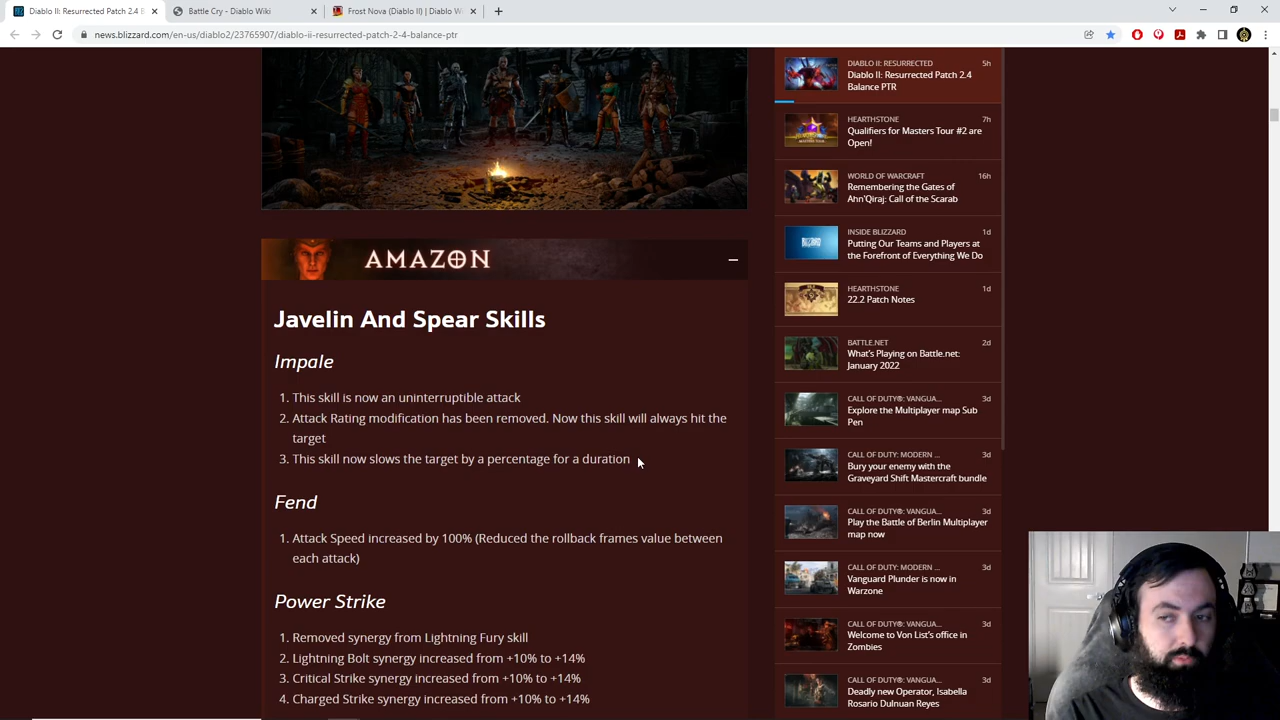 Diablo II: Resurrected Patch 2.4 B
Battle Cry - Diablo Wiki
Frost Nova (Diablo II) | Diablo W
news.blizzard.com/en-us/diablo2/23765907/diablo-ii-resurrected-patch-2-4-balance-ptr
AMAZON
Javelin And Spear Skills
Impale
1. This skill is now an uninterruptible attack
2. Attack Rating modification has been removed. Now this skill will always hit the
target
3. This skill now slows the target by a percentage for a duration
Fend
1. Attack Speed increased by 100% (Reduced the rollback frames value between
each attack)
Power Strike
1. Removed synergy from Lightning Fury skill
2. Lightning Bolt synergy increased from +10% to +14%
3. Critical Strike synergy increased from +10% to +14%
4. Charged Strike synergy increased from +10% to +14%
DIABLO II: RESURRECTED 5h
Diablo II: Resurrected Patch 2.4
Balance PTR
HEARTHSTONE 7h
Qualifiers for Masters Tour #2 are
Open!
WORLD OF WARCRAFT 16h
Remembering the Gates of
Ahn'Qiraj: Call of the Scarab
INSIDE BLIZZARD 1d
Putting Our Teams and Players at
the Forefront of Everything We Do
HEARTHSTONE 1d
22.2 Patch Notes
BATTLE.NET 2d
What's Playing on Battle.net:
January 2022
CALL OF DUTY®: VANGUA... 3d
Explore the Multiplayer map Sub
Pen
CALL OF DUTY: MODERN ... 3d
Bury your enemy with the
Graveyard Shift Mastercraft bundle
CALL OF DUTY®: VANGUA... 3d
Play the Battle of Berlin Multiplayer
map now
CALL OF DUTY: MODERN ... 3d
Vanguard Plunder is now in
Warzone
CALL OF DUTY®: VANGUA... 3d
Welcome to Von List's office in
Zombies
CALL OF DUTY®: VANGUA... 3d
Deadly new Operator, Isabella
Rosario Dulnuan Reyes